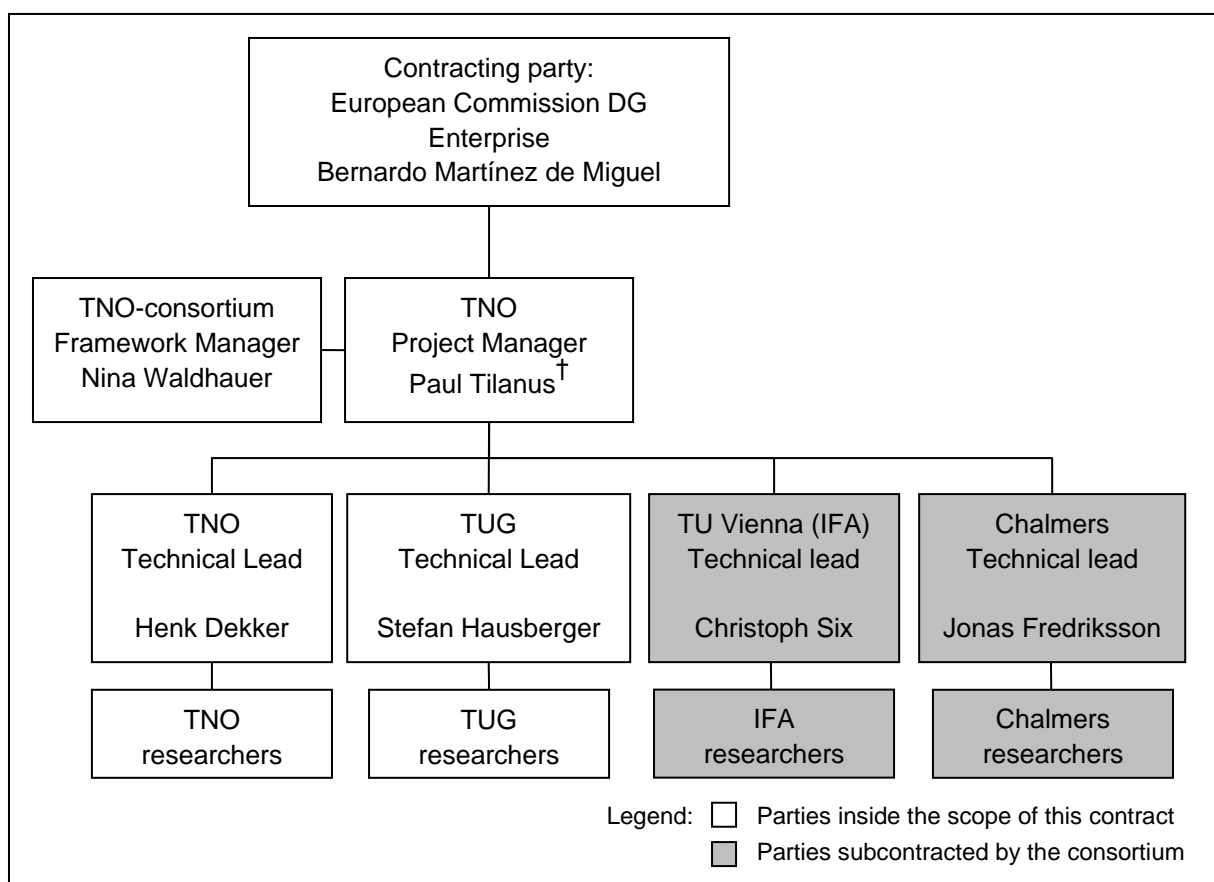 Contracting party:
European Commission DG
Enterprise
Bernardo Martínez de Miguel
TNO-consortium
Framework Manager
Nina Waldhauer
TNO
Project Manager
Paul Tilanus†
TNO
Technical Lead
Henk Dekker
TUG
Technical Lead
Stefan Hausberger
TU Vienna (IFA)
Technical lead
Christoph Six
Chalmers
Technical lead
Jonas Fredriksson
TNO
researchers
TUG
researchers
IFA
researchers
Chalmers
researchers
Legend:
Parties inside the scope of this contract
Parties subcontracted by the consortium